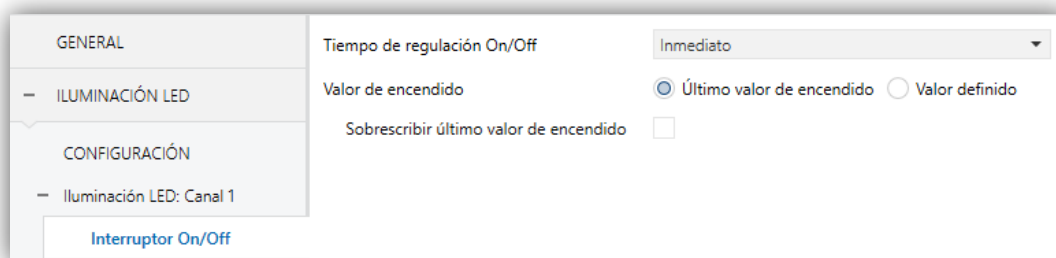 GENERAL
ILUMINACIÓN LED
CONFIGURACIÓN
Iluminación LED: Canal 1
Interruptor On/Off
Tiempo de regulación On/Off
Inmediato
Valor de encendido
Último valor de encendido
Valor definido
Sobrescribir último valor de encendido